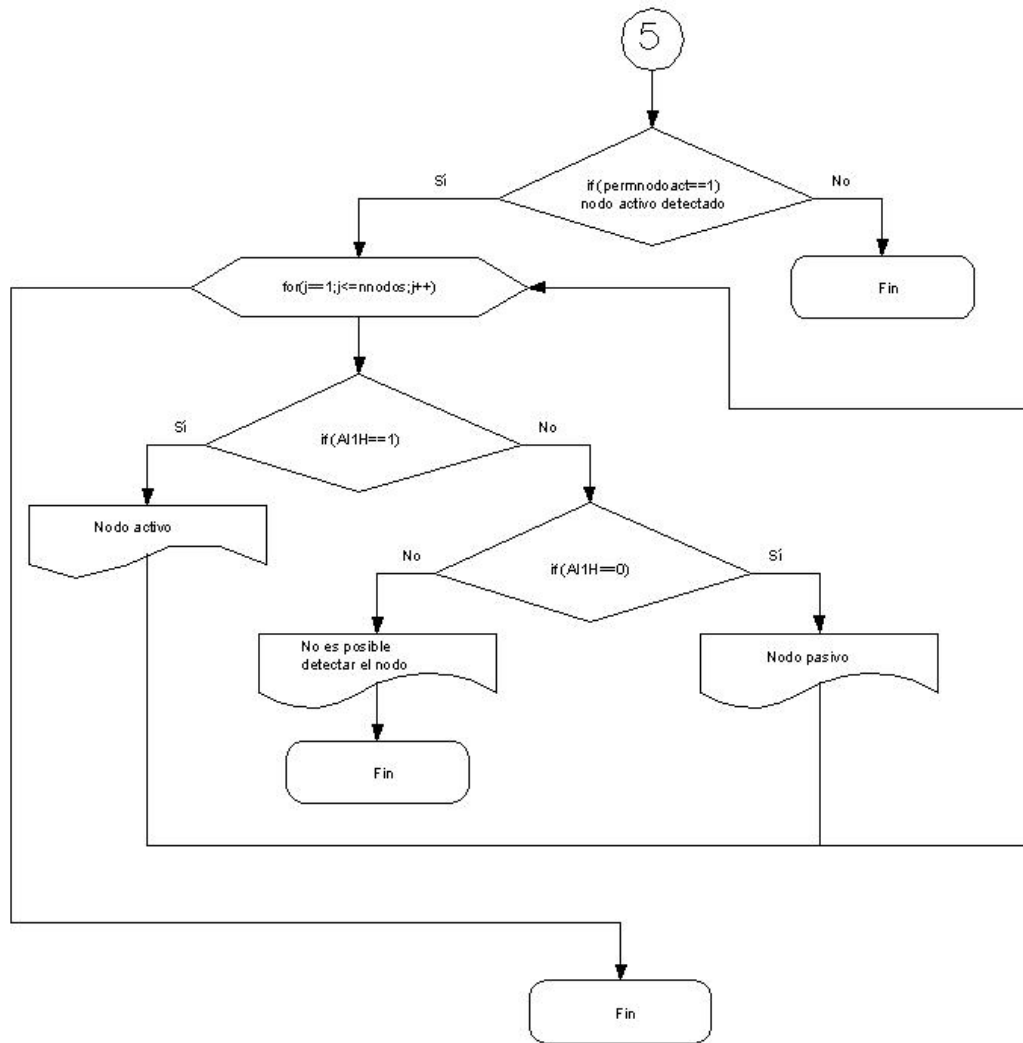 5
Sí
if(permnodoact==1)
nodo activo detectado
No
Fin
for(j==1;j<=nnodos;j++)
Sí
if(AI1H==1)
No
Nodo activo
No
if(AI1H==0)
Sí
No es posible
detectar el nodo
Nodo pasivo
Fin
Fin